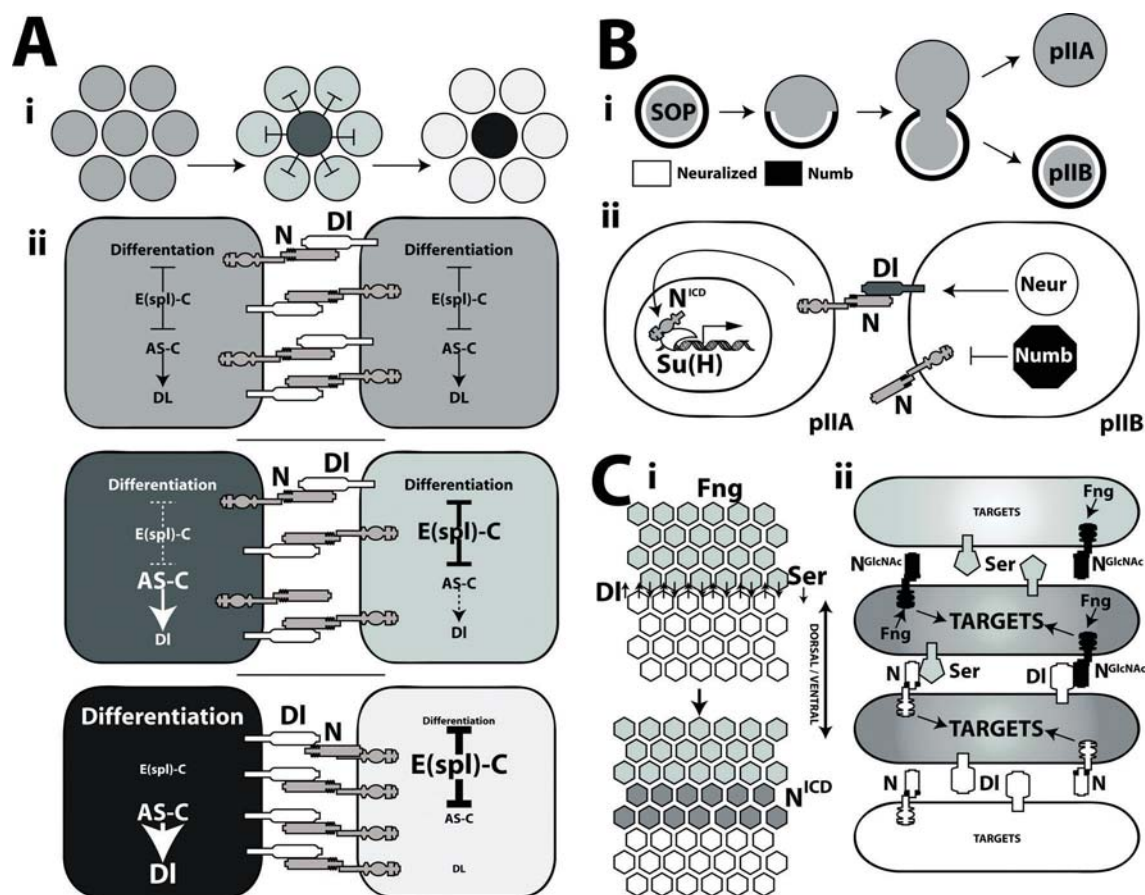 A
i
ii
Differentation
E(spl)-C
AS-C
DL
N
Dl
Differentiation
E(spl)-C
AS-C
DL
Differentiation
E(spl)-C
AS-C
Dl
N
Dl
Differentiation
E(spl)-C
AS-C
Dl
Differentiation
E(spl)-C
AS-C
Dl
Dl
N
Differentiation
E(spl)-C
AS-C
DL
B
i
SOP
pIIA
pIIB
Neuralized
Numb
ii
N ICD
Su(H)
Dl
N
N
Neur
Numb
pIIA
pIIB
C
i
Fng
Dl
Ser
DORSAL / VENTRAL
N ICD
ii
TARGETS
Fng
N GlcNAc
Ser
N GlcNAc
Fng
TARGETS
Fng
N
Ser
Dl
N GlcNAc
TARGETS
N
Dl
N
TARGETS